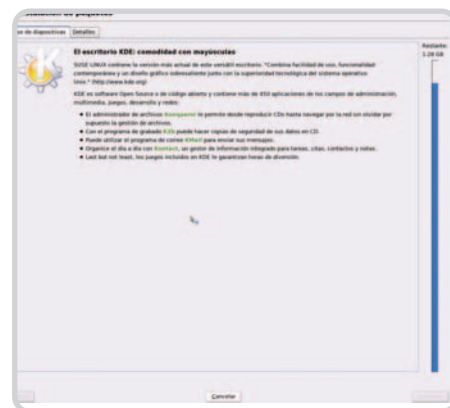 Instalación de paquetes
de dispositivas Detalles
Restante:
1.28 GB
El escritorio KDE: comodidad con mayúsculas
SUSE LINUX contiene la versión más actual de este versátil escritorio. "Combina facilidad de uso, funcionalidad
contemporánea y un diseño gráfico sobresaliente junto con la superioridad tecnológica del sistema operativo
Unix." (http://www.kde.org)
KDE es software Open Source o de código abierto y contiene más de 850 aplicaciones de los campos de administración,
multimedia, juegos, desarrollo y redes:
El administrador de archivos Konqueror le permite desde reproducir CDs hasta navegar por la red sin olvidar por
supuesto la gestión de archivos.
Con el programa de grabado K3b puede hacer copias de seguridad de sus datos en CD.
Puede utilizar el programa de correo KMail para enviar sus mensajes.
Organice el día a día con Kontact, un gestor de información integrado para tareas, citas, contactos y notas.
Last but not least, los juegos incluidos en KDE le garantizan horas de diversión.
Cancelar